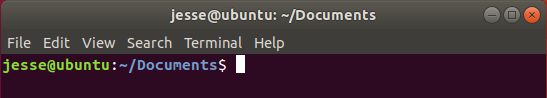 jesse@ubuntu: ~/Documents
File Edit View Search Terminal Help
jesse@ubuntu:~/Documents$